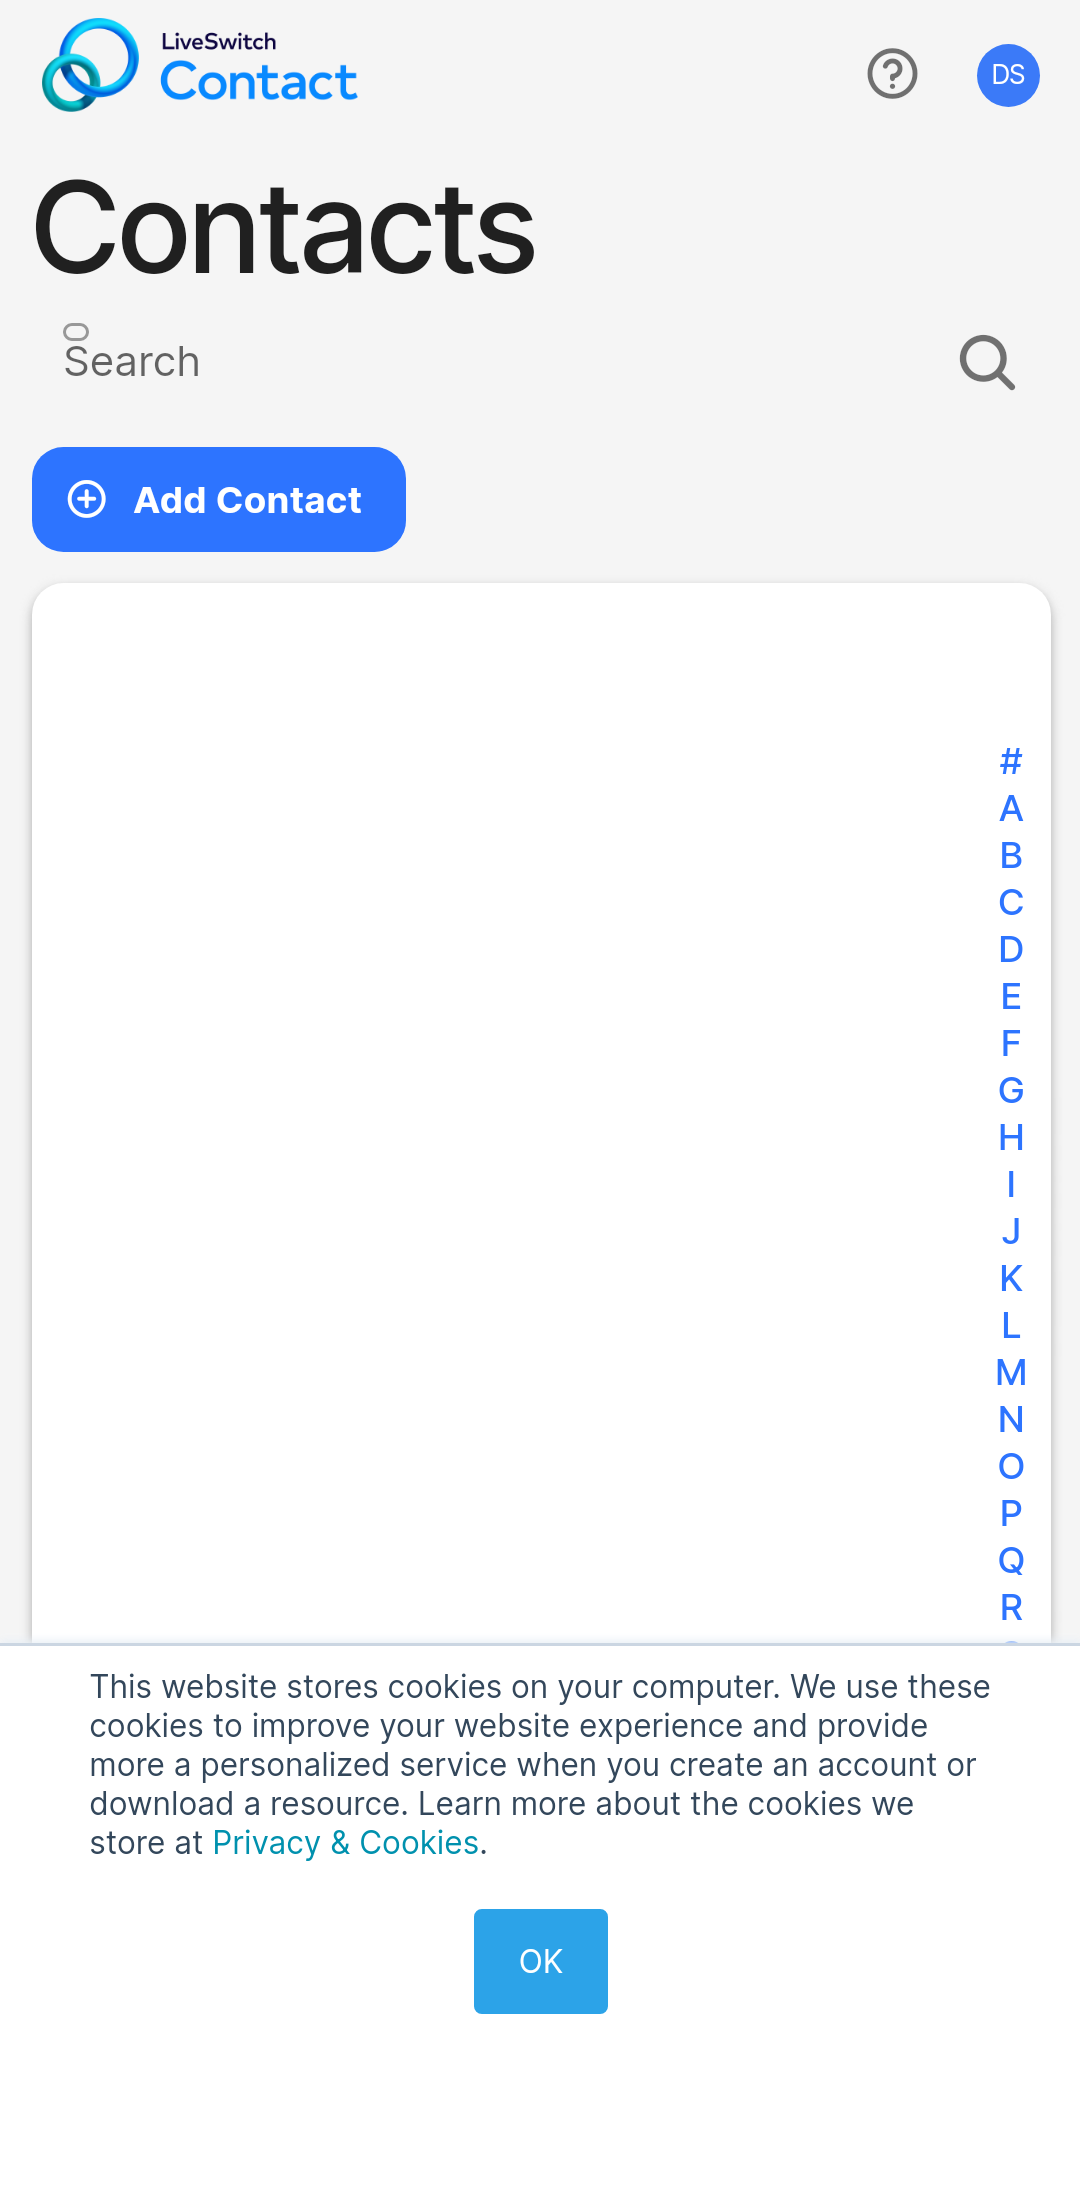 LiveSwitch
Contact
DS
Contacts
Search
Add Contact
#
A
B
C
D
E
F
G
H
I
J
K
L
M
N
O
P
Q
R
This website stores cookies on your computer. We use these
cookies to improve your website experience and provide
more a personalized service when you create an account or
download a resource. Learn more about the cookies we
store at Privacy & Cookies.
OK